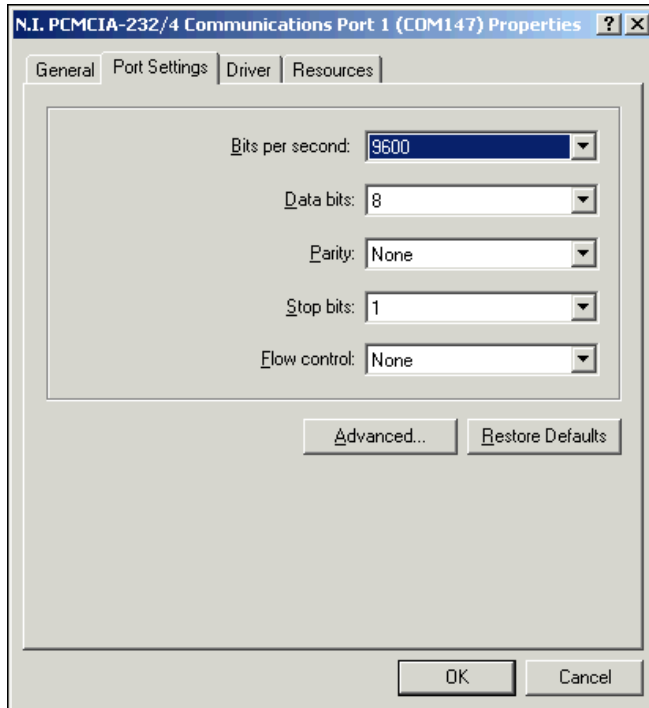 N.I. PCMCIA-232/4 Communications Port 1 (COM147) Properties
General Port Settings Driver Resources
Bits per second: 9600
Data bits: 8
Parity: None
Stop bits: 1
Flow control: None
Advanced... Restore Defaults
OK Cancel